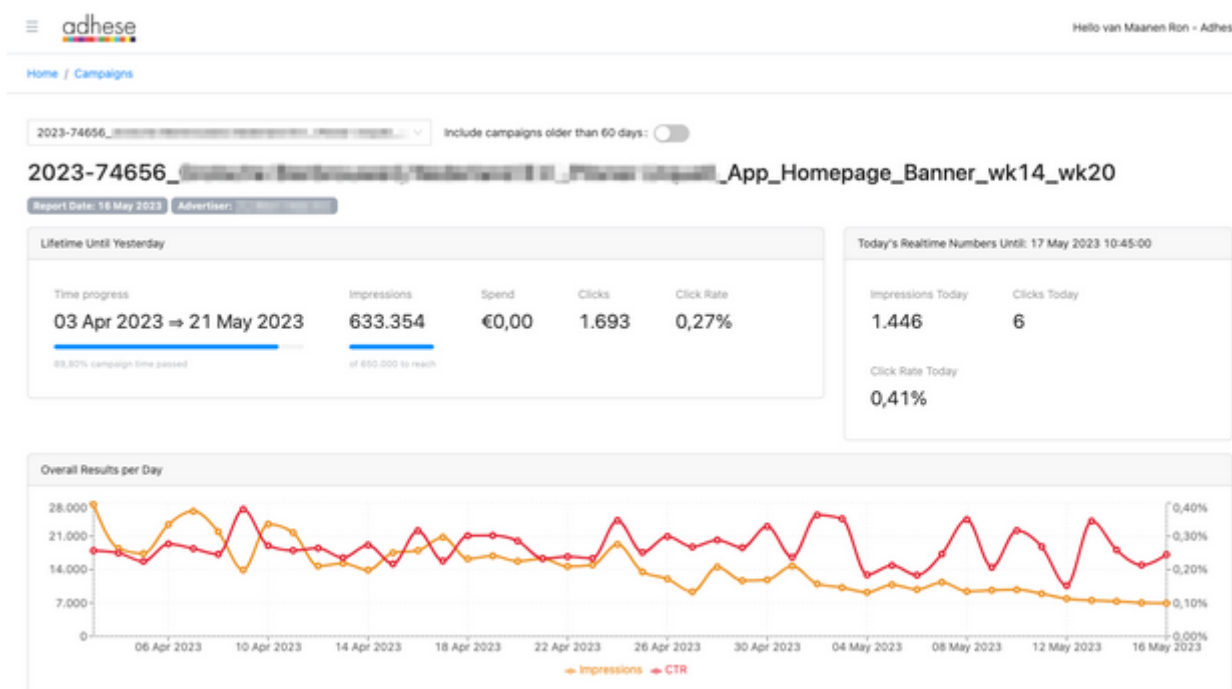 adhese
Hello van Maanen Ron - Adhes
Home / Campaigns
2023-74656_
Include campaigns older than 60 days :
2023-74656_ _App_Homepage_Banner_wk14_wk20
Report Date: 16 May 2023 Advertiser:
Lifetime Until Yesterday
Time progress Impressions Spend Clicks Click Rate
03 Apr 2023 ⇒ 21 May 2023 633.354 €0,00 1.693 0,27%
89,80% campaign time passed of 650.000 to reach
Today's Realtime Numbers Until: 17 May 2023 10:45:00
Impressions Today Clicks Today
1.446 6
Click Rate Today
0,41%
Overall Results per Day
28.000 0,40%
21.000 0,30%
14.000 0,20%
7.000 0,10%
0 0,00%
06 Apr 2023 10 Apr 2023 14 Apr 2023 18 Apr 2023 22 Apr 2023 26 Apr 2023 30 Apr 2023 04 May 2023 08 May 2023 12 May 2023 16 May 2023
Impressions CTR